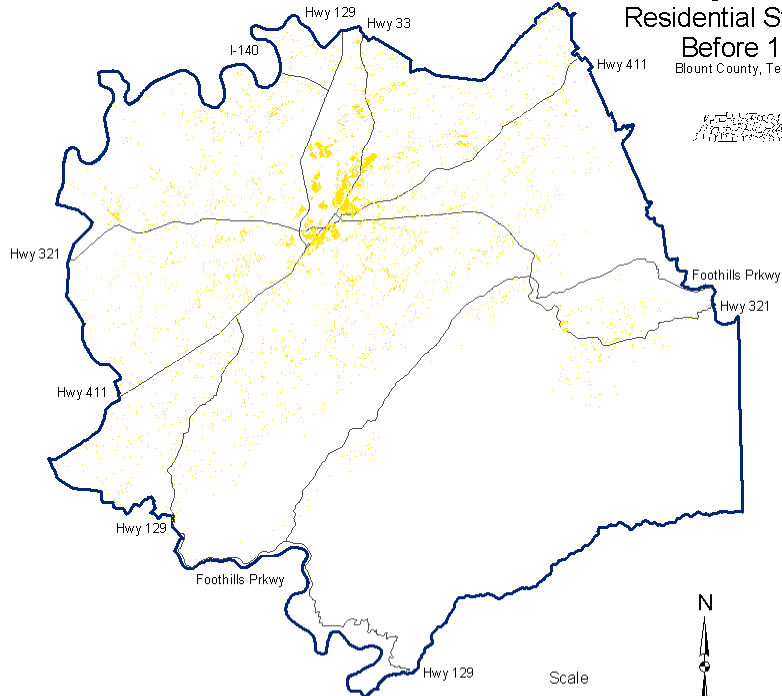 Residential S
Before 1
Blount County, Te
Hwy 129
Hwy 33
I-140
Hwy 411
Hwy 321
Foothills Prkwy
Hwy 321
Hwy 411
Hwy 129
Foothills Prkwy
N
Hwy 129
Scale